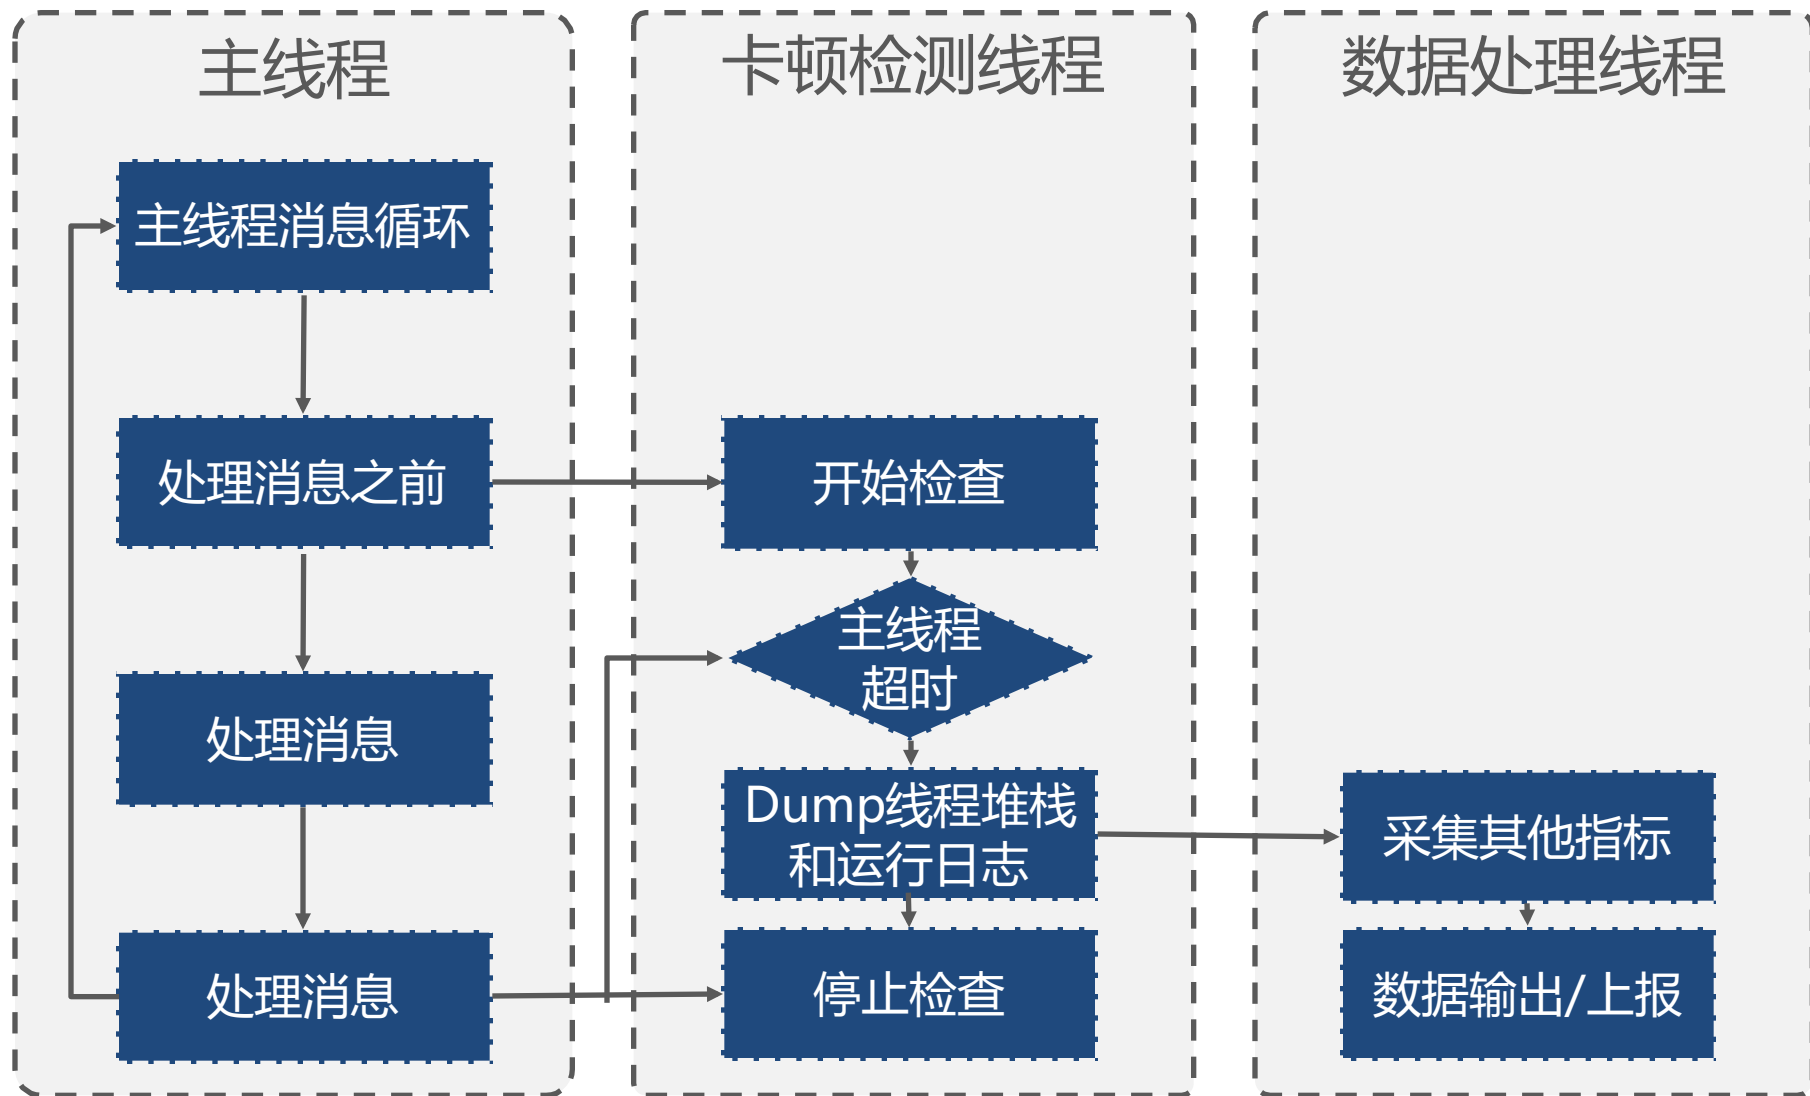 主线程
卡顿检测线程
数据处理线程
主线程消息循环
处理消息之前
开始检查
主线程
超时
处理消息
Dump线程堆栈
和运行日志
采集其他指标
处理消息
停止检查
数据输出/上报